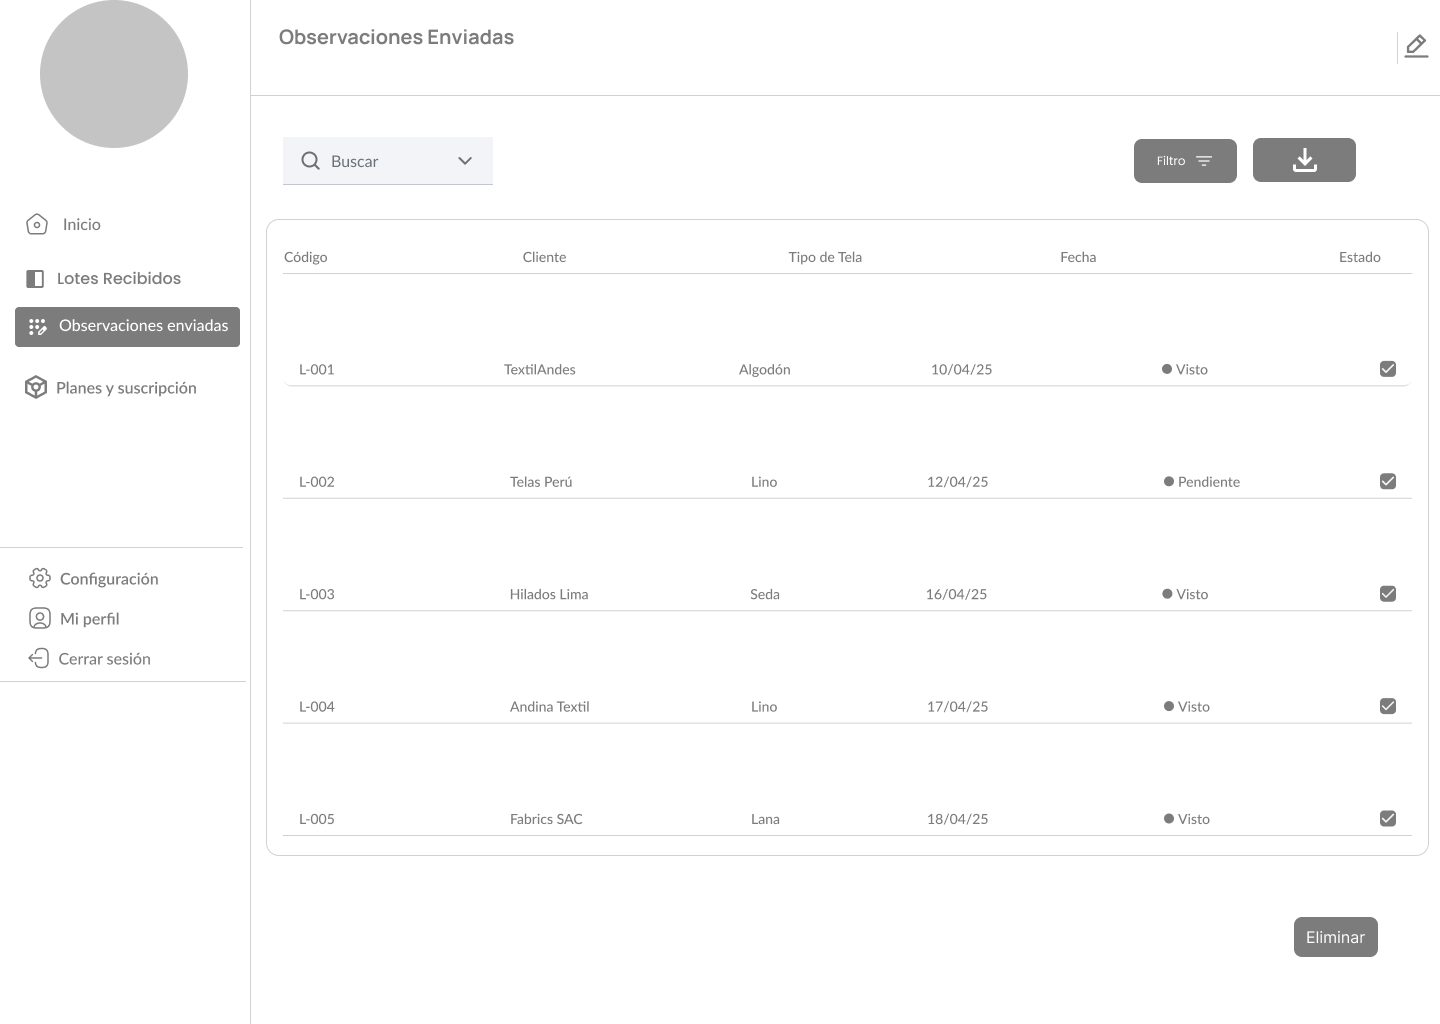 Observaciones Enviadas
Inicio
Lotes Recibidos
Observaciones enviadas
Planes y suscripción
Configuración
Mi perfil
Cerrar sesión
Buscar
Filtro
Código Cliente Tipo de Tela Fecha Estado
L-001 TextilAndes Algodón 10/04/25 Visto
L-002 Telas Perú Lino 12/04/25 Pendiente
L-003 Hilados Lima Seda 16/04/25 Visto
L-004 Andina Textil Lino 17/04/25 Visto
L-005 Fabrics SAC Lana 18/04/25 Visto
Eliminar